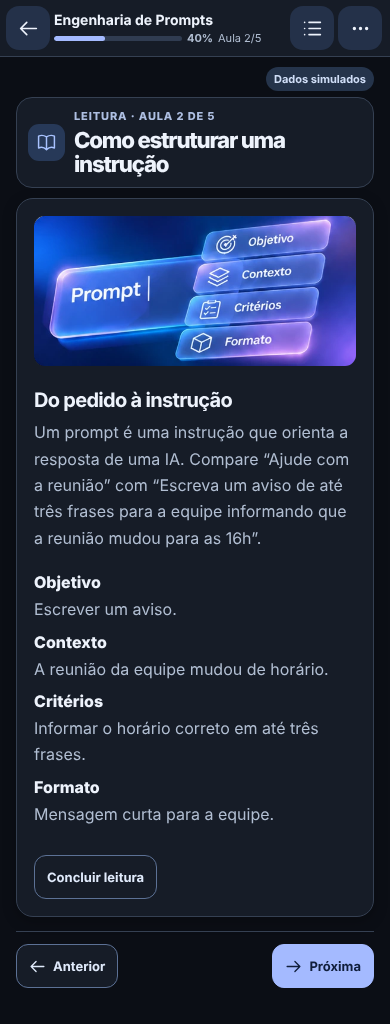 Engenharia de Prompts
40% Aula 2/5
Dados simulados
LEITURA · AULA 2 DE 5
Como estruturar uma
instrução
Prompt
Objetivo
Contexto
Critérios
Formato
Do pedido à instrução
Um prompt é uma instrução que orienta a
resposta de uma IA. Compare “Ajude com
a reunião” com “Escreva um aviso de até
três frases para a equipe informando que
a reunião mudou para as 16h”.
Objetivo
Escrever um aviso.
Contexto
A reunião da equipe mudou de horário.
Critérios
Informar o horário correto em até três
frases.
Formato
Mensagem curta para a equipe.
Concluir leitura
Anterior
Próxima